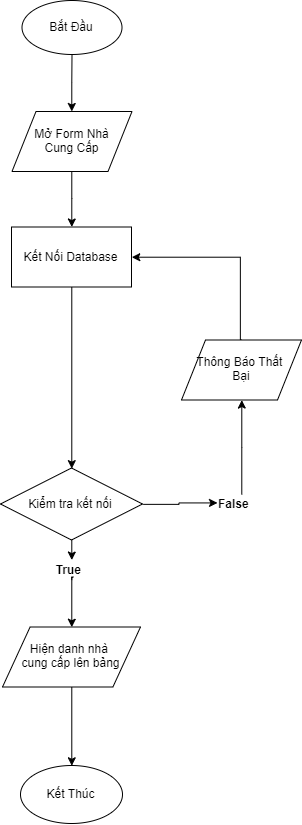 Bắt Đầu
Mở Form Nhà
Cung Cấp
Kết Nối Database
Thông Báo Thất
Bại
Kiểm tra kết nối
False
True
Hiện danh nhà
cung cấp lên bảng
Kết Thúc